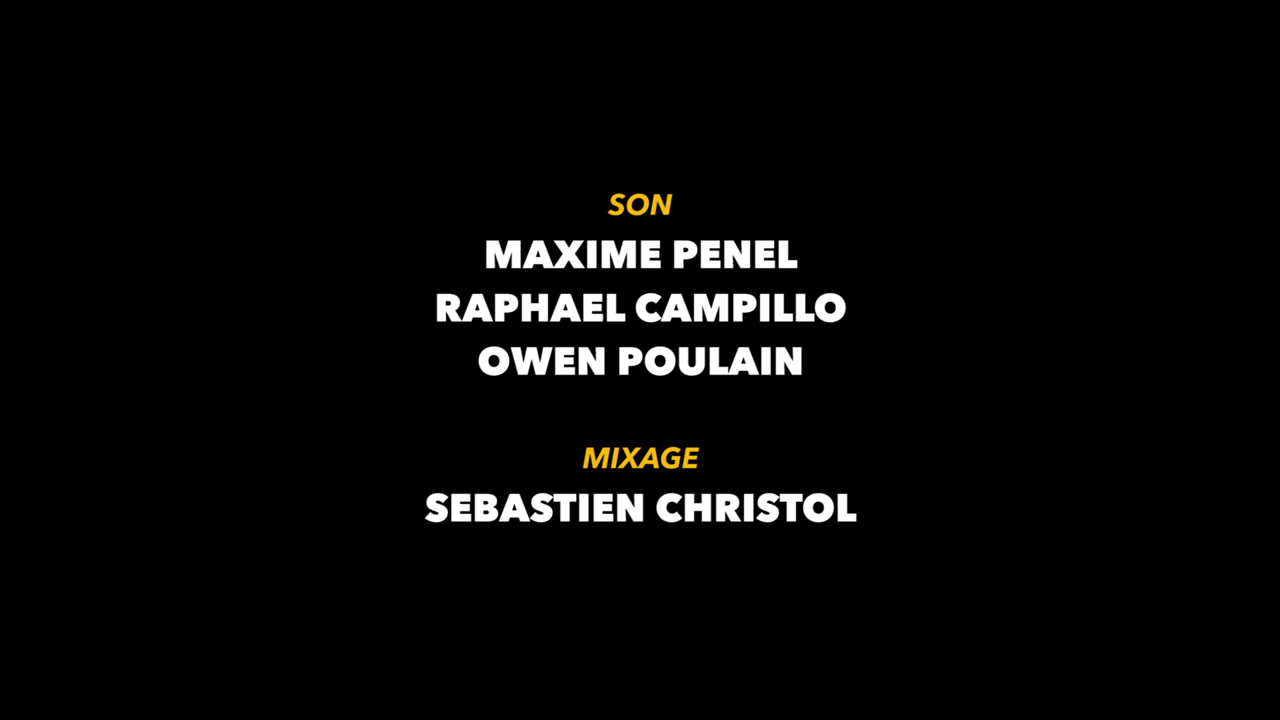 SON
MAXIME PENEL
RAPHAEL CAMPILLO
OWEN POULAIN
MIXAGE
SEBASTIEN CHRISTOL